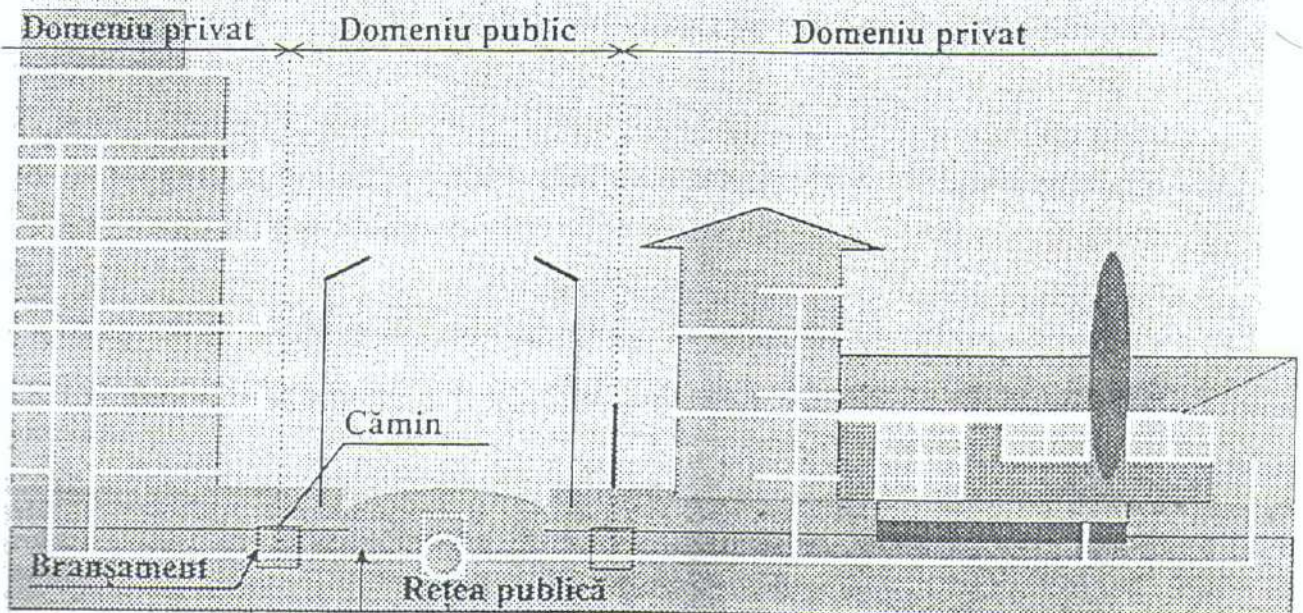 Domeniu privat
Domeniu public
Domeniu privat
Cămin
Branşament
Reţea publică